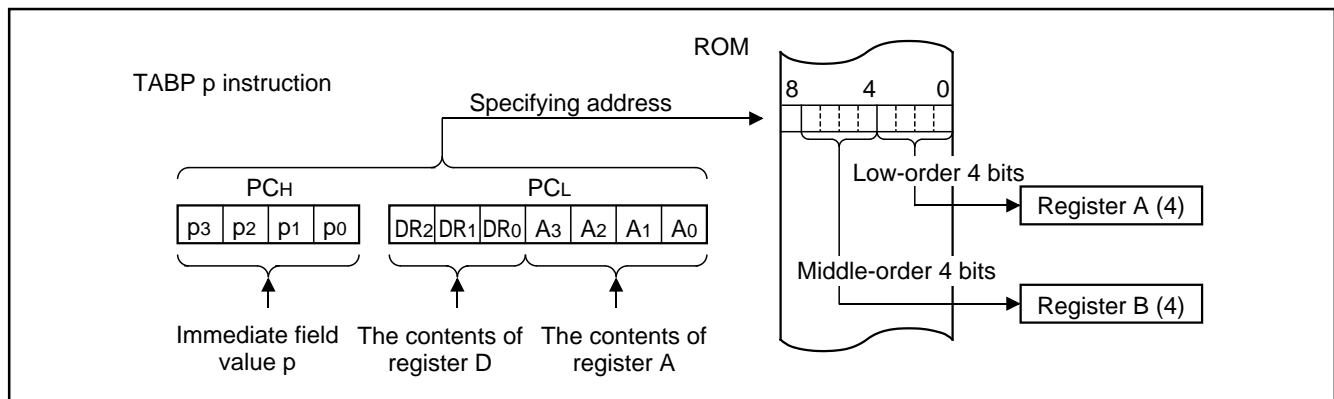 ROM
TABP p instruction
8 4 0
Specifying address
Low-order 4 bits
PCH PCL
Register A (4)
p3 p2 p1 p0 DR2 DR1 DR0 A3 A2 A1 A0
Middle-order 4 bits
Register B (4)
Immediate field
value p
The contents of
register D
The contents of
register A